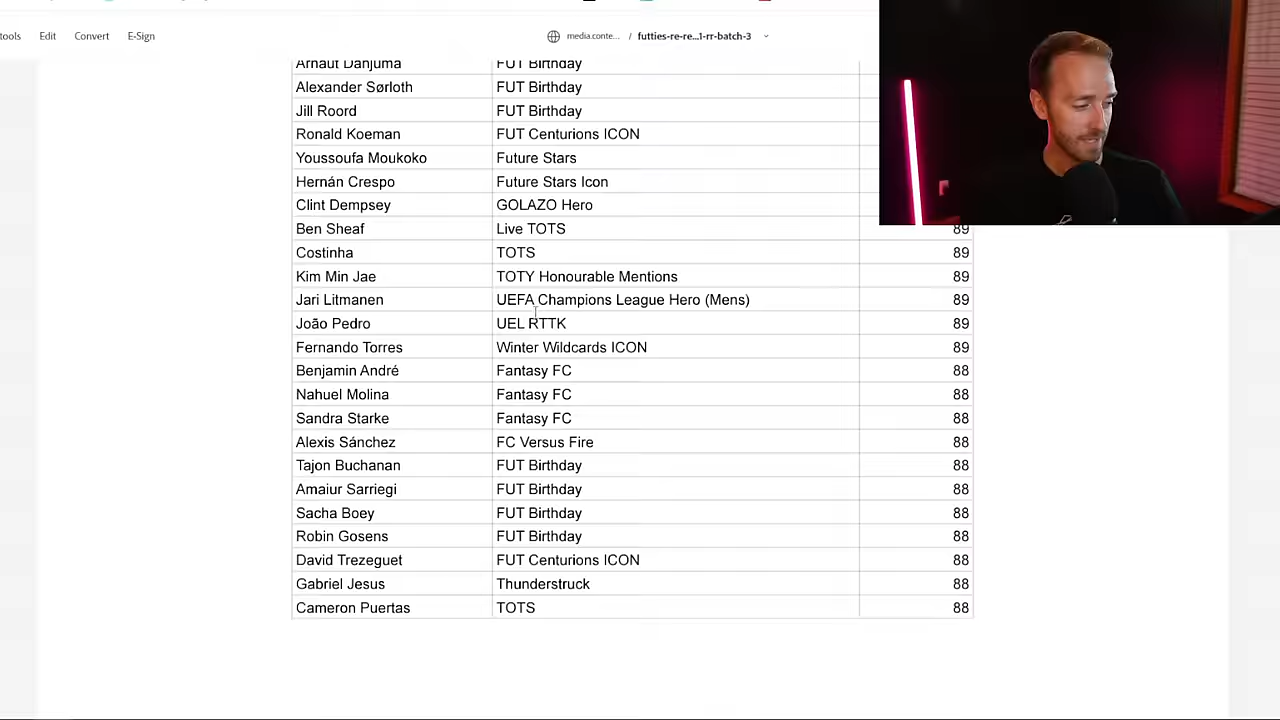 tools Edit Convert E-Sign media.conte... / futties-re-re...1-rr-batch-3
Arnaut Danjuma FUT Birthday
Alexander Sørloth FUT Birthday
Jill Roord FUT Birthday
Ronald Koeman FUT Centurions ICON
Youssoufa Moukoko Future Stars
Hernán Crespo Future Stars Icon
Clint Dempsey GOLAZO Hero
Ben Sheaf Live TOTS 89
Costinha TOTS 89
Kim Min Jae TOTY Honourable Mentions 89
Jari Litmanen UEFA Champions League Hero (Mens) 89
João Pedro UEL RTTK 89
Fernando Torres Winter Wildcards ICON 89
Benjamin André Fantasy FC 88
Nahuel Molina Fantasy FC 88
Sandra Starke Fantasy FC 88
Alexis Sánchez FC Versus Fire 88
Tajon Buchanan FUT Birthday 88
Amaiur Sarriegi FUT Birthday 88
Sacha Boey FUT Birthday 88
Robin Gosens FUT Birthday 88
David Trezeguet FUT Centurions ICON 88
Gabriel Jesus Thunderstruck 88
Cameron Puertas TOTS 88